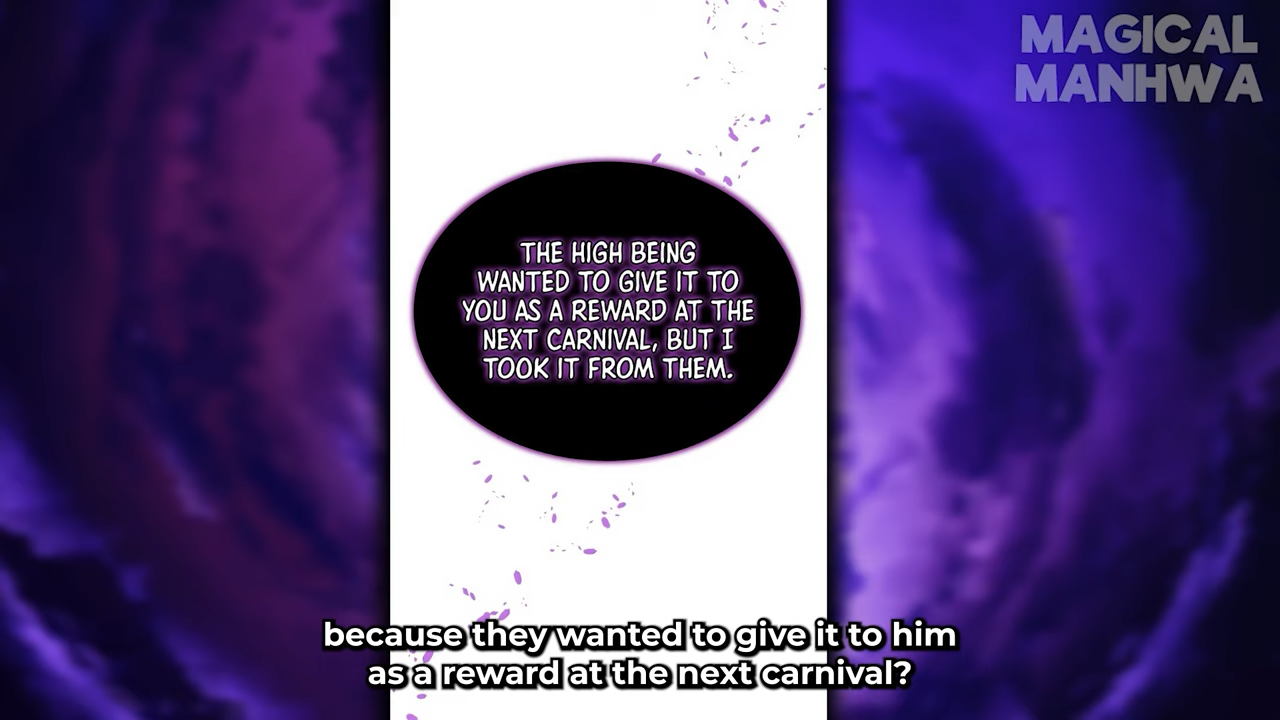 MAGICAL
MANHWA
THE HIGH BEING
WANTED TO GIVE IT TO
YOU AS A REWARD AT THE
NEXT CARNIVAL, BUT I
TOOK IT FROM THEM.
because they wanted to give it to him
as a reward at the next carnival?